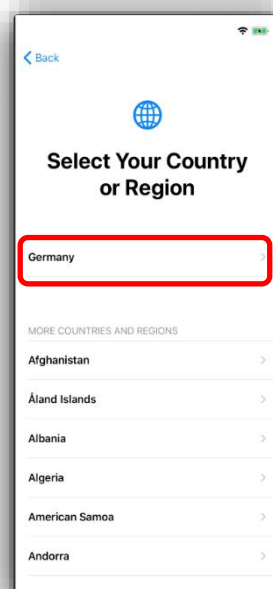 Back
Select Your Country
or Region
Germany
MORE COUNTRIES AND REGIONS
Afghanistan
Åland Islands
Albania
Algeria
American Samoa
Andorra